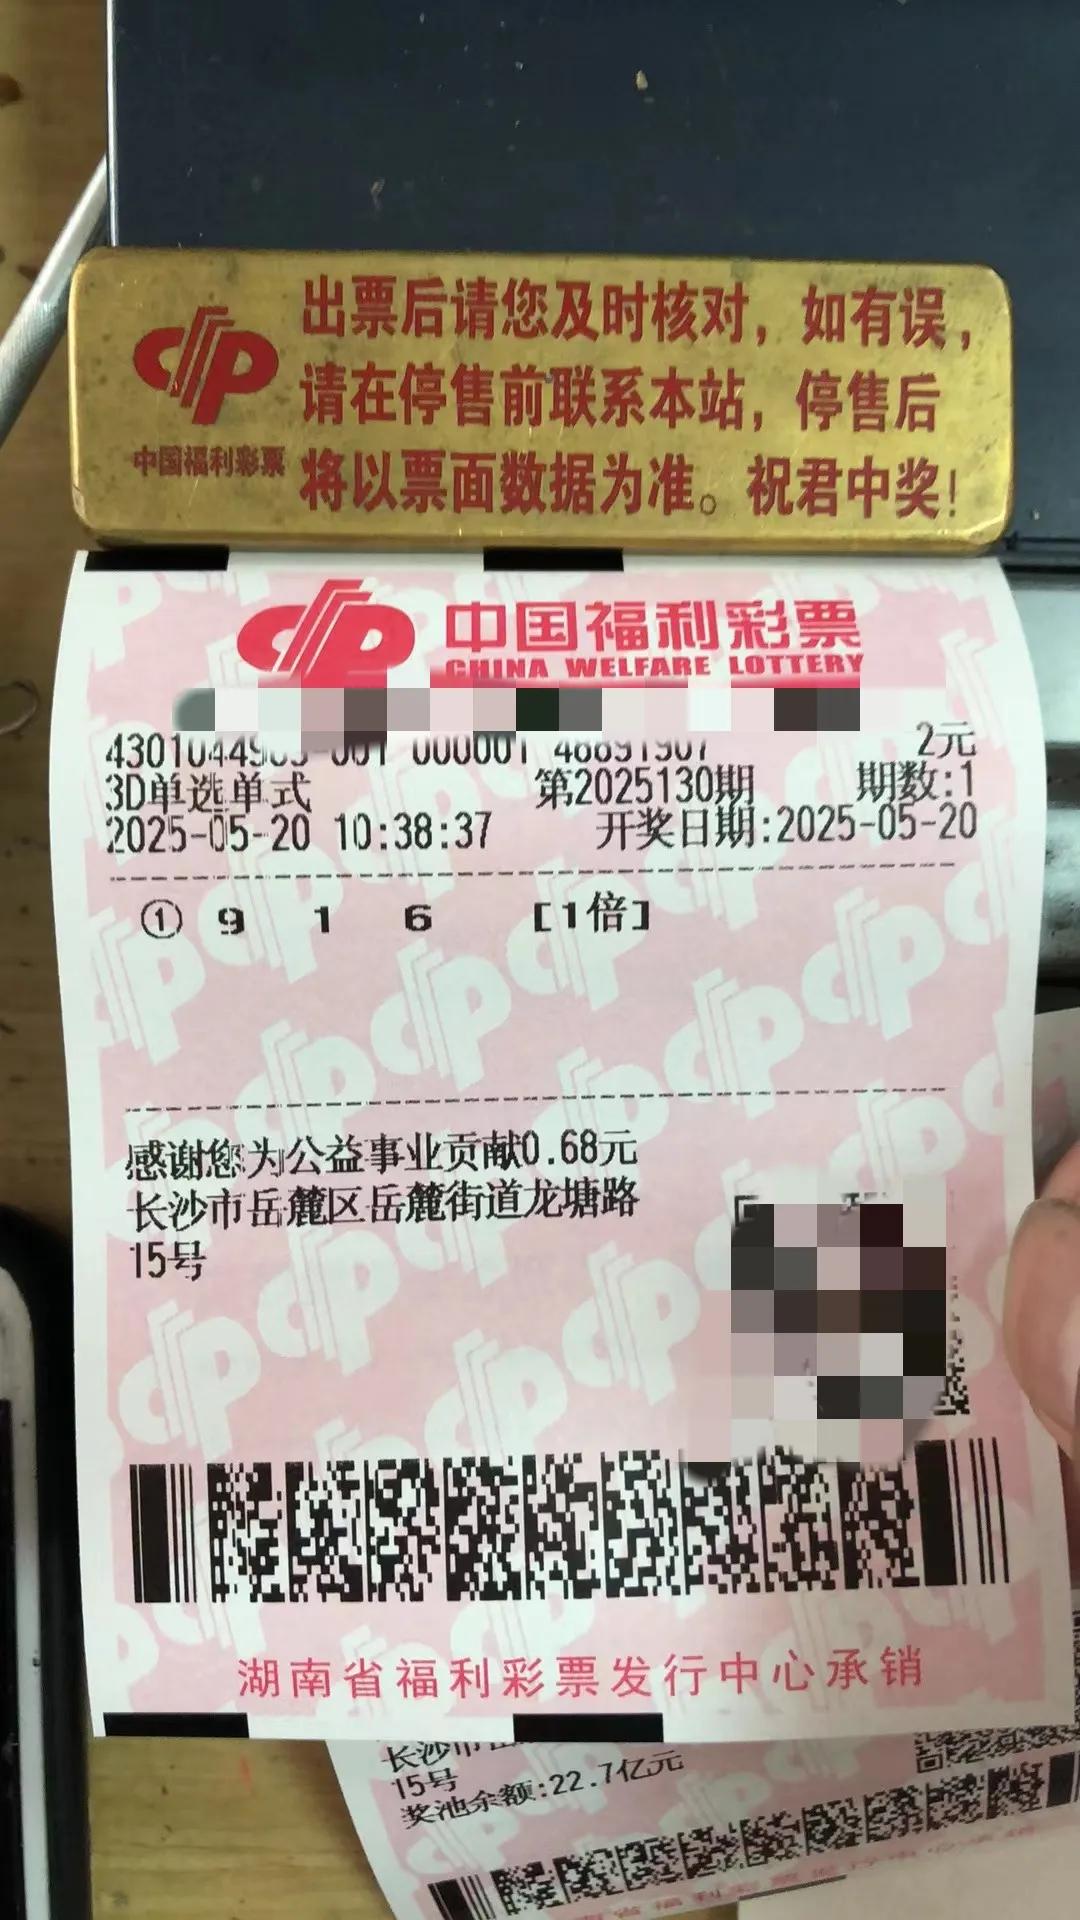 出票后请您及时核对，如有误，
请在停售前联系本站，停售后
将以票面数据为准。祝君中奖！
中国福利彩票
中国福利彩票
CHINA WELFARE LOTTERY
2元
3D单选单式 第2025130期 期数:1
2025-05-20 10:38:37 开奖日期:2025-05-20
① 9 1 6 [1倍]
感谢您为公益事业贡献0.68元
长沙市岳麓区岳麓街道龙塘路
15号
湖南省福利彩票发行中心承销
长沙市
15号
奖池余额:22.7亿元